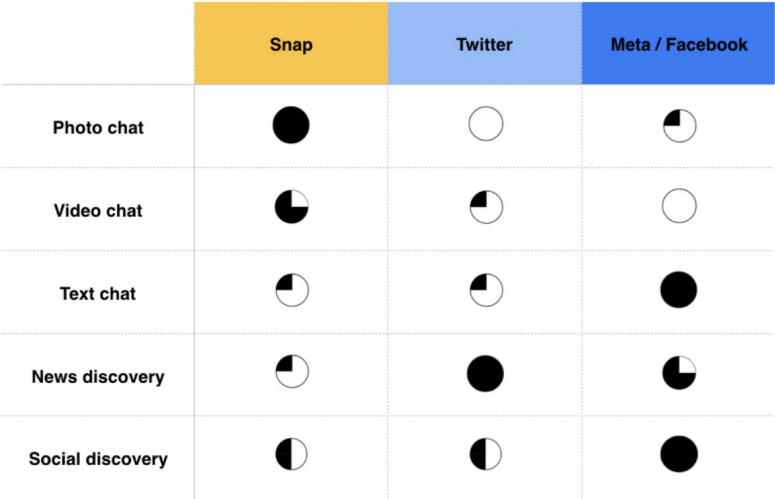 Snap Twitter Meta / Facebook
Photo chat
Video chat
Text chat
News discovery
Social discovery